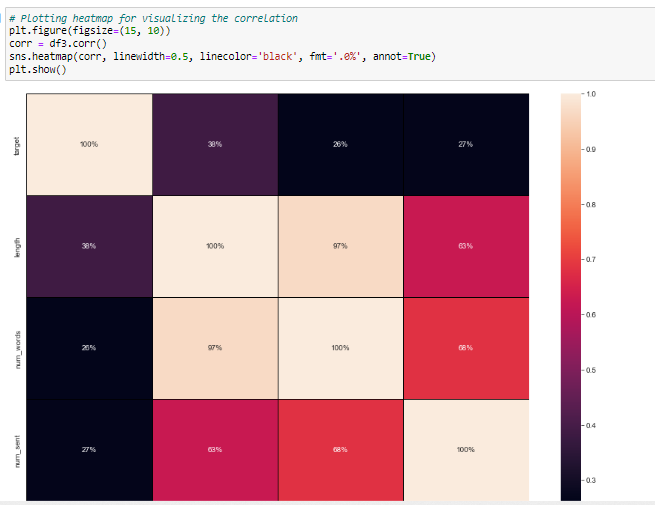 # Plotting heatmap for visualizing the correlation
plt.figure(figsize=(15, 10))
corr = df3.corr()
sns.heatmap(corr, linewidth=0.5, linecolor='black', fmt='.0%', annot=True)
plt.show()
1.0
target 100% 38% 26% 27%
0.9
0.8
length 38% 100% 97% 63%
0.7
0.6
num_words 26% 97% 100% 68%
0.5
0.4
num_sent 27% 63% 68% 100%
0.3